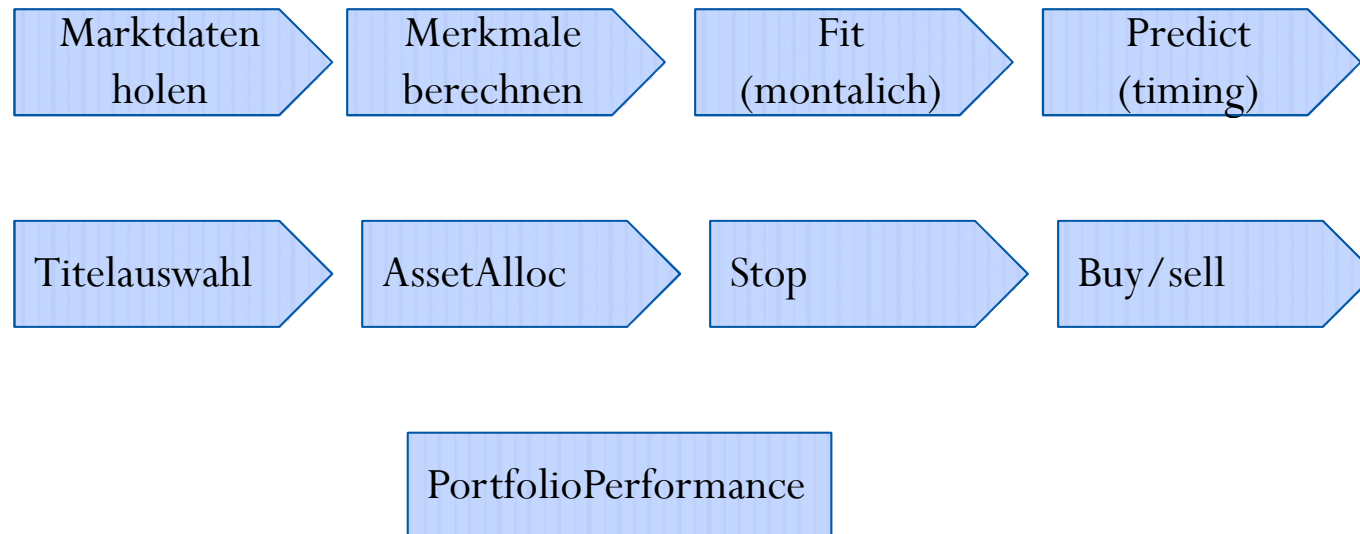 Marktdaten
holen
Merkmale
berechnen
Fit
(montalich)
Predict
(timing)
Titelauswahl
AssetAlloc
Stop
Buy/sell
PortfolioPerformance